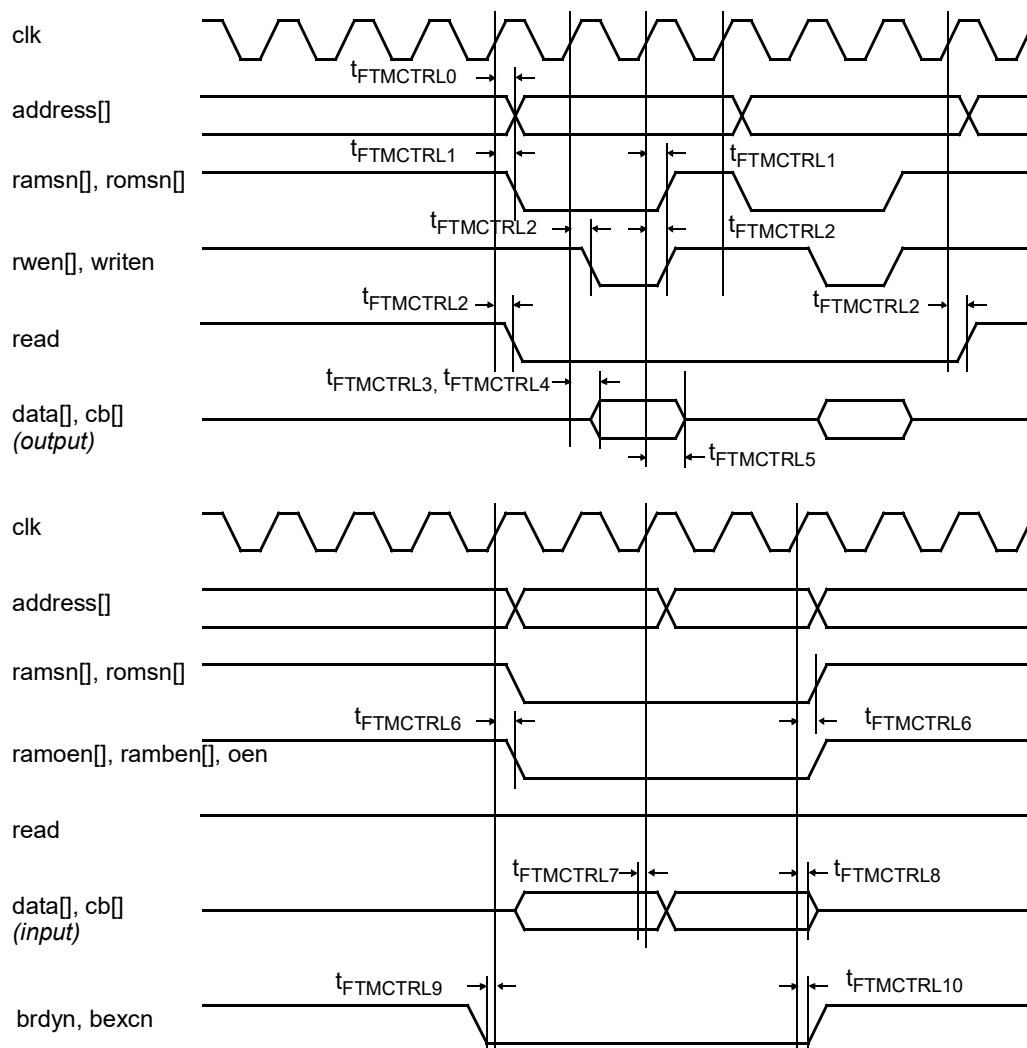 clk
tFTMCTRL0
address[]
tFTMCTRL1
tFTMCTRL1
ramsn[], romsn[]
tFTMCTRL2
tFTMCTRL2
rwen[], writen
tFTMCTRL2
tFTMCTRL2
read
tFTMCTRL3, tFTMCTRL4
data[], cb[]
(output)
tFTMCTRL5
clk
address[]
ramsn[], romsn[]
tFTMCTRL6
tFTMCTRL6
ramoen[], ramben[], oen
read
tFTMCTRL7
tFTMCTRL8
data[], cb[]
(input)
tFTMCTRL9
tFTMCTRL10
brdyn, bexcn